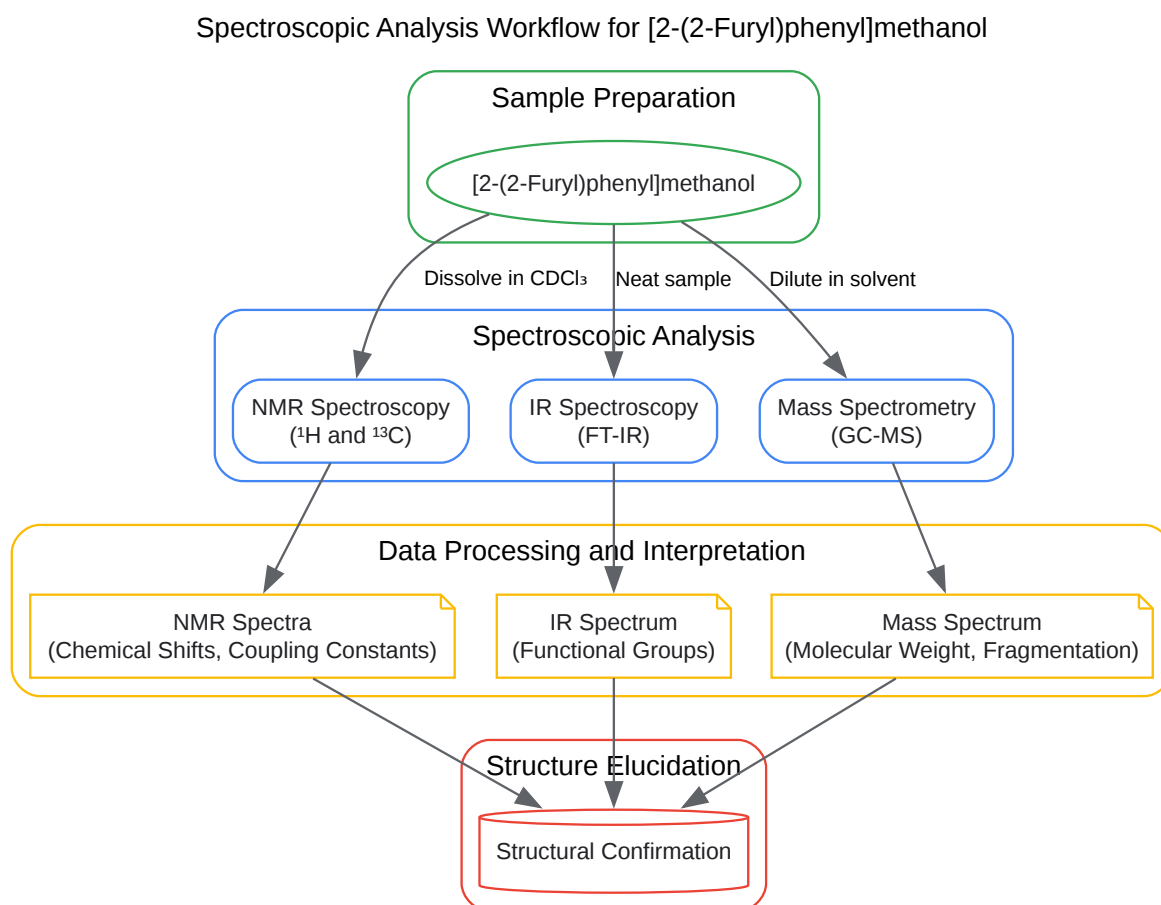 Spectroscopic Analysis Workflow for [2-(2-Furyl)phenyl]methanol
Sample Preparation
[2-(2-Furyl)phenyl]methanol
Dissolve in CDCl₃
Neat sample
Dilute in solvent
Spectroscopic Analysis
NMR Spectroscopy
(¹H and ¹³C)
IR Spectroscopy
(FT-IR)
Mass Spectrometry
(GC-MS)
Data Processing and Interpretation
NMR Spectra
(Chemical Shifts, Coupling Constants)
IR Spectrum
(Functional Groups)
Mass Spectrum
(Molecular Weight, Fragmentation)
Structure Elucidation
Structural Confirmation